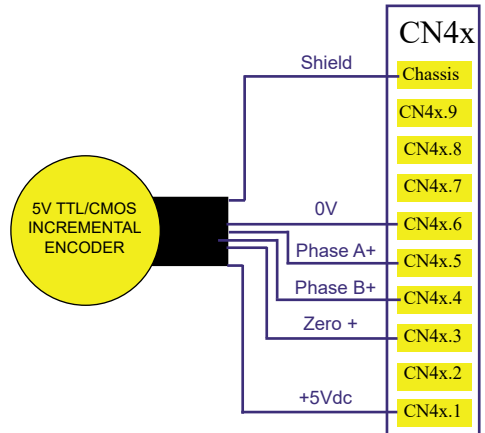 CN4x
Shield
Chassis
CN4x.9
CN4x.8
CN4x.7
5V TTL/CMOS
INCREMENTAL
ENCODER
0V
CN4x.6
Phase A+
CN4x.5
Phase B+
CN4x.4
Zero +
CN4x.3
CN4x.2
+5Vdc
CN4x.1